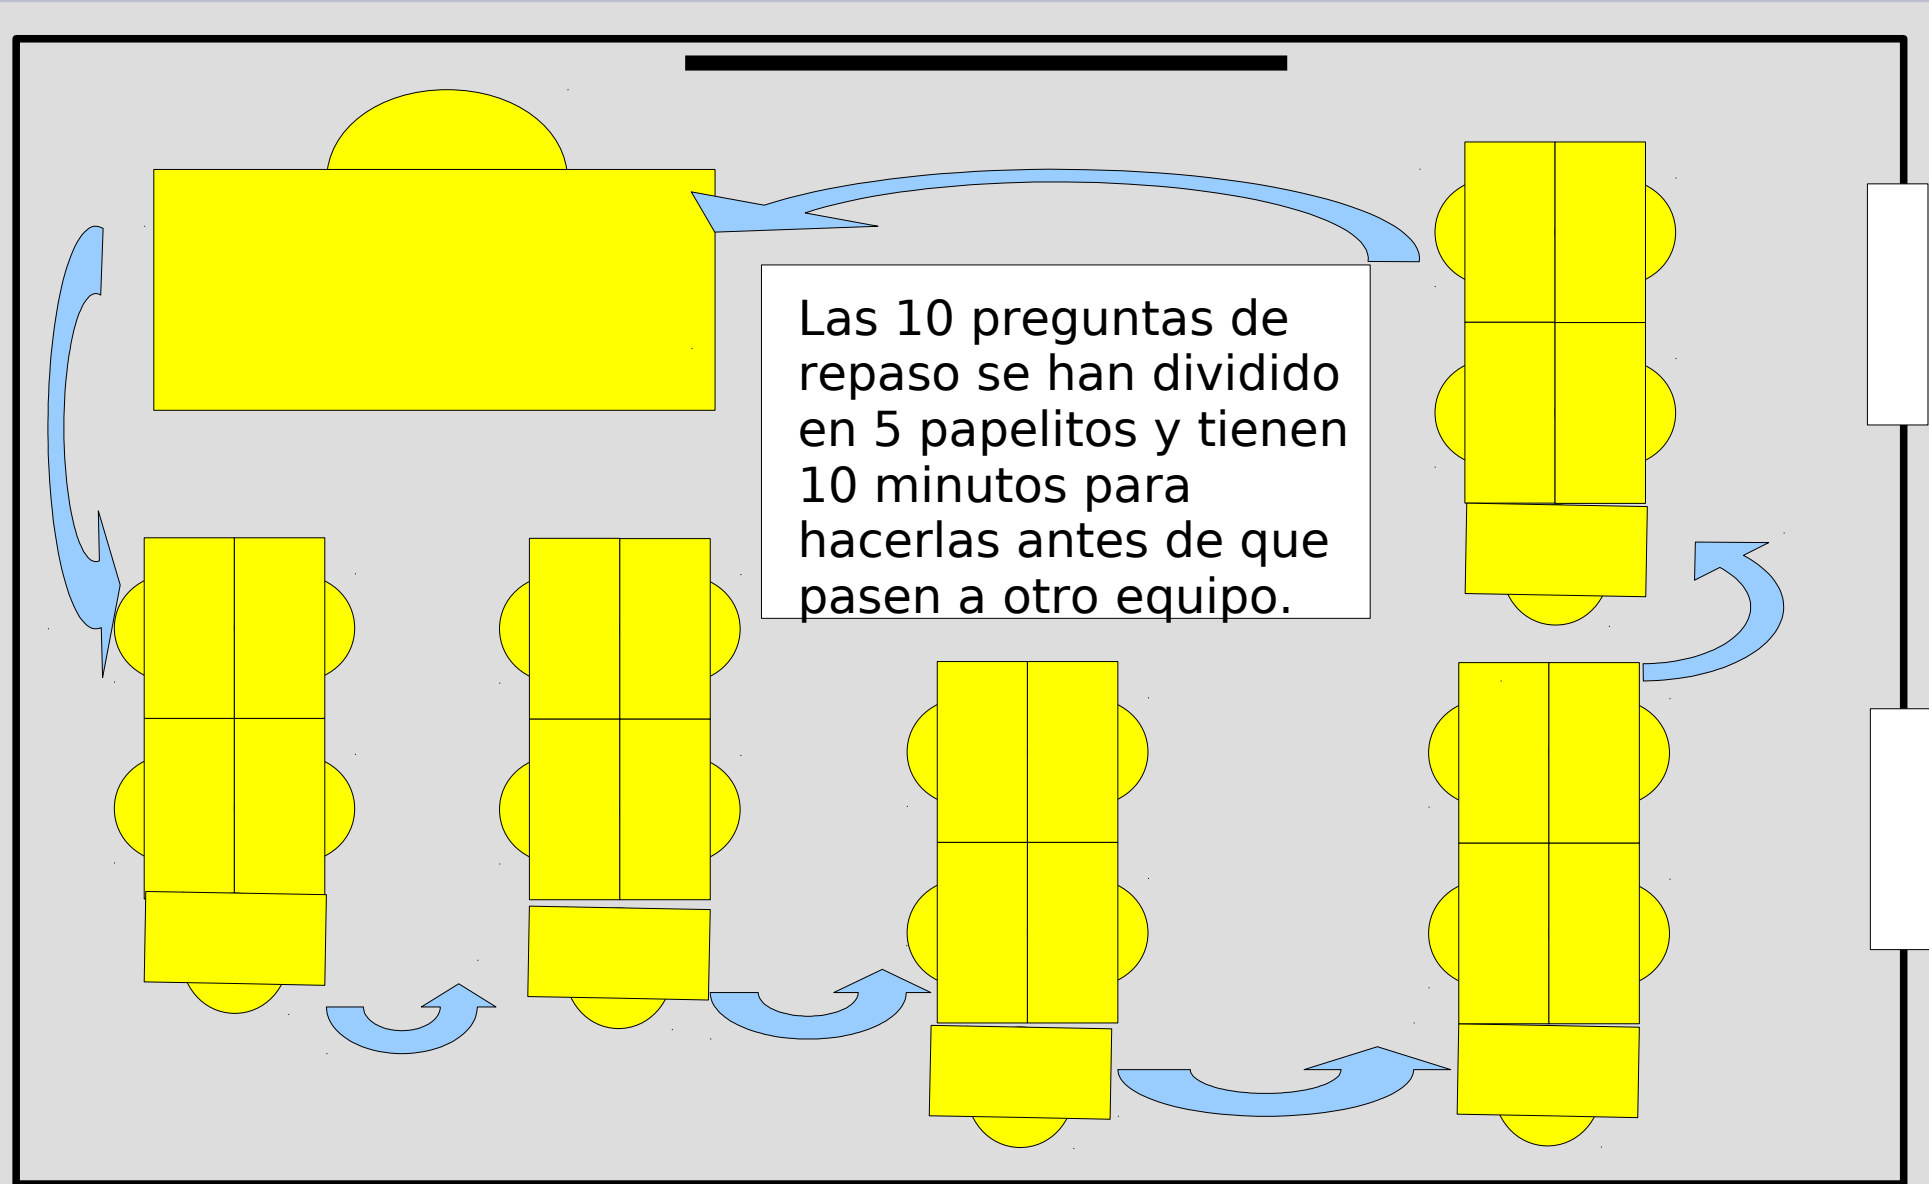 Las 10 preguntas de
repaso se han dividido
en 5 papelitos y tienen
10 minutos para
hacerlas antes de que
pasen a otro equipo.